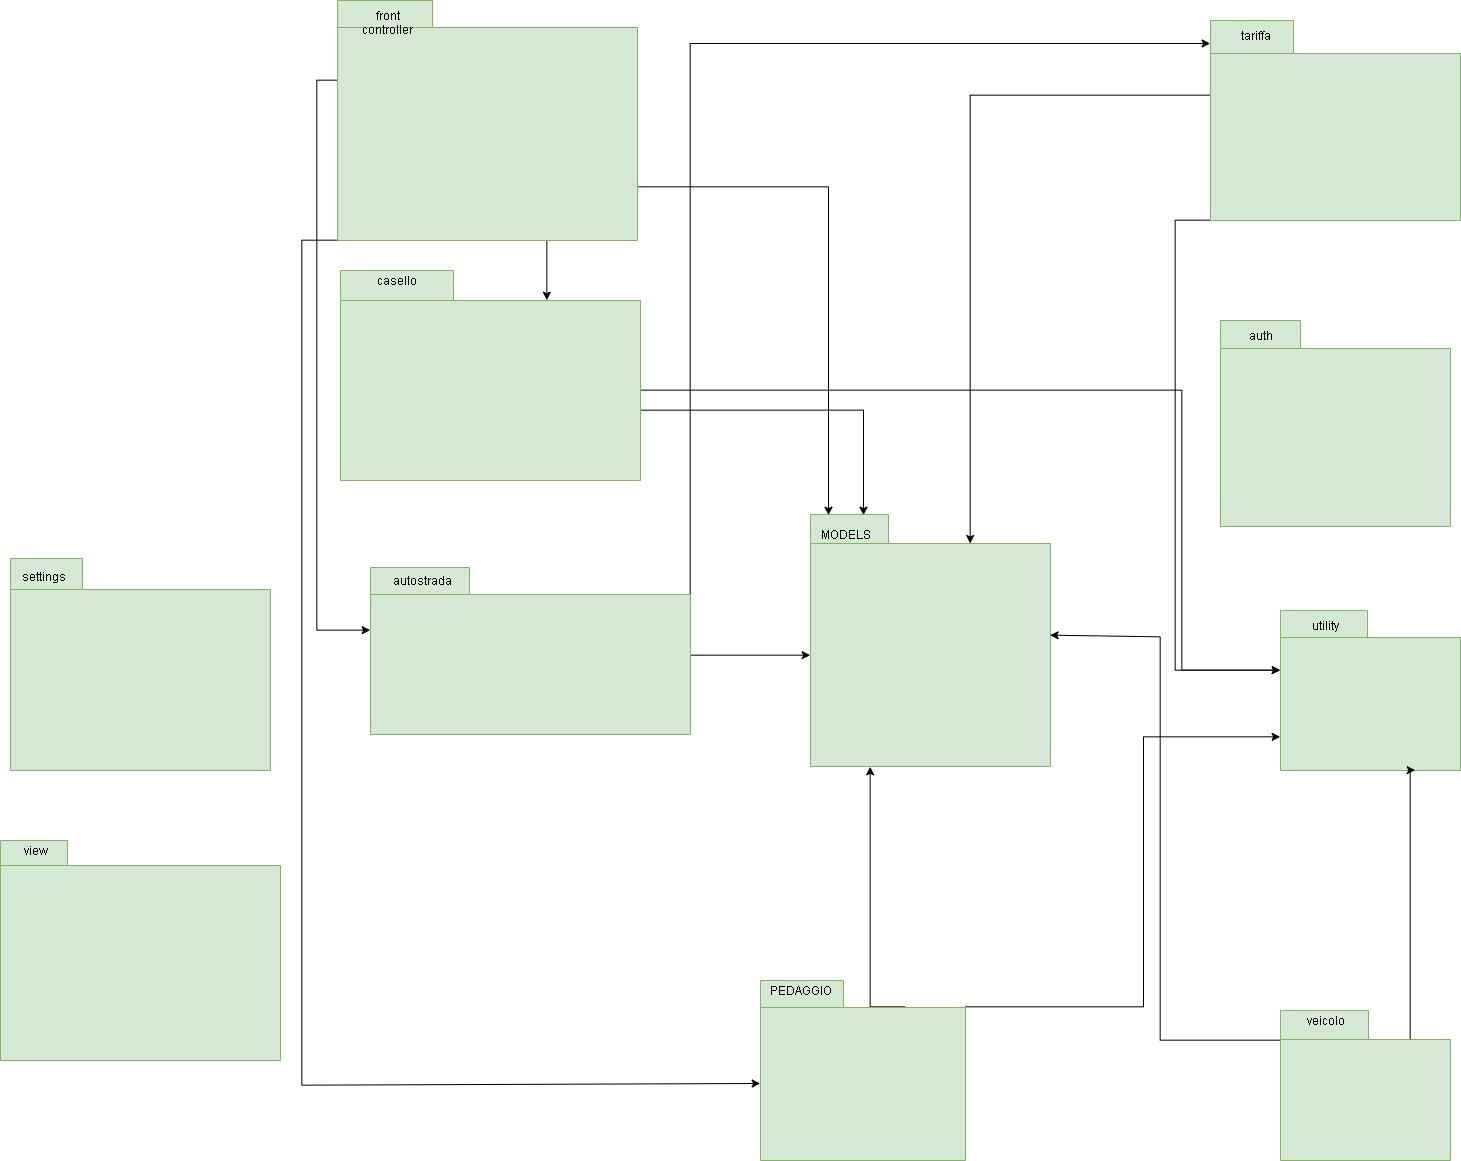 front
controller
tariffa
casello
auth
MODELS
settings
autostrada
utility
view
PEDAGGIO
veicolo